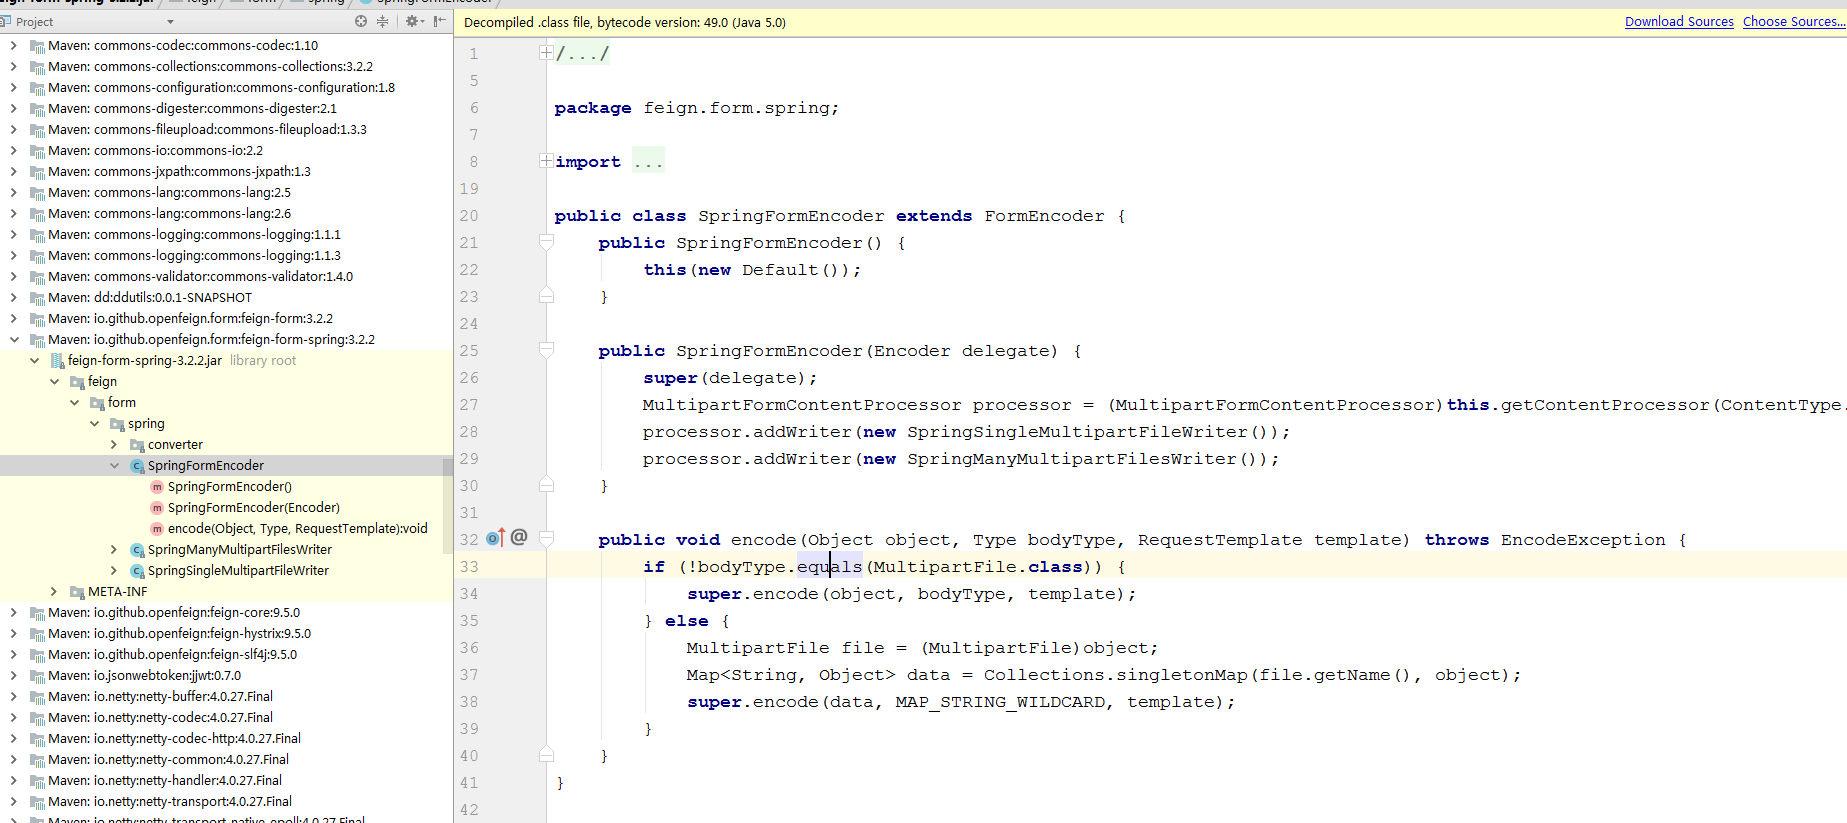 Project
Maven: commons-codec:commons-codec:1.10
Maven: commons-collections:commons-collections:3.2.2
Maven: commons-configuration:commons-configuration:1.8
Maven: commons-digester:commons-digester:2.1
Maven: commons-fileupload:commons-fileupload:1.3.3
Maven: commons-io:commons-io:2.2
Maven: commons-jxpath:commons-jxpath:1.3
Maven: commons-lang:commons-lang:2.5
Maven: commons-lang:commons-lang:2.6
Maven: commons-logging:commons-logging:1.1.1
Maven: commons-logging:commons-logging:1.1.3
Maven: commons-validator:commons-validator:1.4.0
Maven: dd:ddutils:0.0.1-SNAPSHOT
Maven: io.github.openfeign.form:feign-form:3.2.2
Maven: io.github.openfeign.form:feign-form-spring:3.2.2
feign-form-spring-3.2.2.jar library root
feign
form
spring
converter
SpringFormEncoder
SpringFormEncoder()
SpringFormEncoder(Encoder)
encode(Object, Type, RequestTemplate):void
SpringManyMultipartFilesWriter
SpringSingleMultipartFileWriter
META-INF
Maven: io.github.openfeign:feign-core:9.5.0
Maven: io.github.openfeign:feign-hystrix:9.5.0
Maven: io.github.openfeign:feign-slf4j:9.5.0
Maven: io.jsonwebtoken:jjwt:0.7.0
Maven: io.netty:netty-buffer:4.0.27.Final
Maven: io.netty:netty-codec:4.0.27.Final
Maven: io.netty:netty-codec-http:4.0.27.Final
Maven: io.netty:netty-common:4.0.27.Final
Maven: io.netty:netty-handler:4.0.27.Final
Maven: io.netty:netty-transport:4.0.27.Final
Maven: io.netty:netty-transport-native-epoll:4.0.27.Final
Decompiled .class file, bytecode version: 49.0 (Java 5.0) Download Sources Choose Sources...
1 /.../
5
6 package feign.form.spring;
7
8 import ...
19
20 public class SpringFormEncoder extends FormEncoder {
21 public SpringFormEncoder() {
22 this(new Default());
23 }
24
25 public SpringFormEncoder(Encoder delegate) {
26 super(delegate);
27 MultipartFormContentProcessor processor = (MultipartFormContentProcessor)this.getContentProcessor(ContentType.
28 processor.addWriter(new SpringSingleMultipartFileWriter());
29 processor.addWriter(new SpringManyMultipartFilesWriter());
30 }
31
32 @ public void encode(Object object, Type bodyType, RequestTemplate template) throws EncodeException {
33 if (!bodyType.equals(MultipartFile.class)) {
34 super.encode(object, bodyType, template);
35 } else {
36 MultipartFile file = (MultipartFile)object;
37 Map<String, Object> data = Collections.singletonMap(file.getName(), object);
38 super.encode(data, MAP_STRING_WILDCARD, template);
39 }
40 }
41 }
42